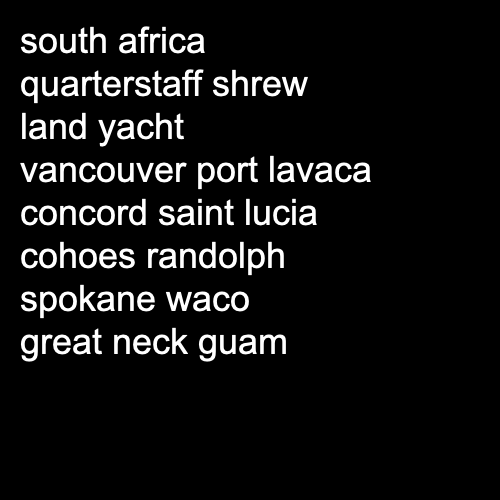 south africa
quarterstaff shrew
land yacht
vancouver port lavaca
concord saint lucia
cohoes randolph
spokane waco
great neck guam